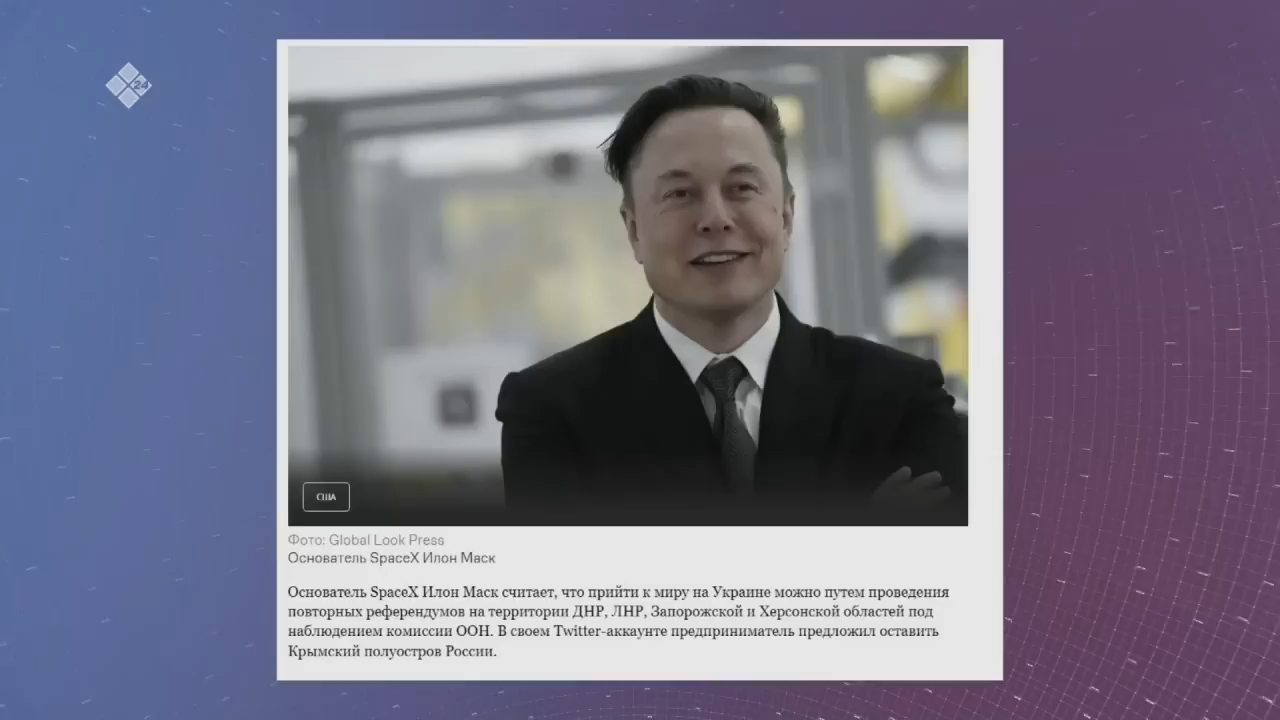 24
США
Фото: Global Look Press
Основатель SpaceX Илон Маск
Основатель SpaceX Илон Маск считает, что прийти к миру на Украине можно путем проведения
повторных референдумов на территории ДНР, ЛНР, Запорожской и Херсонской областей под
наблюдением комиссии ООН. В своем Twitter-аккаунте предприниматель предложил оставить
Крымский полуостров России.